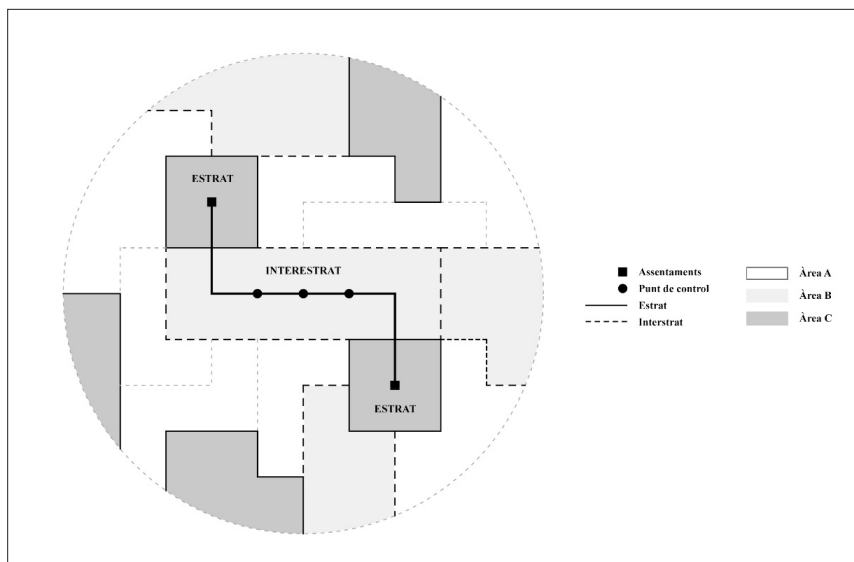 ESTRAT
INTERESTRAT
ESTRAT
Assentaments
Punt de control
Estrat
Interstrat
Àrea A
Àrea B
Àrea C